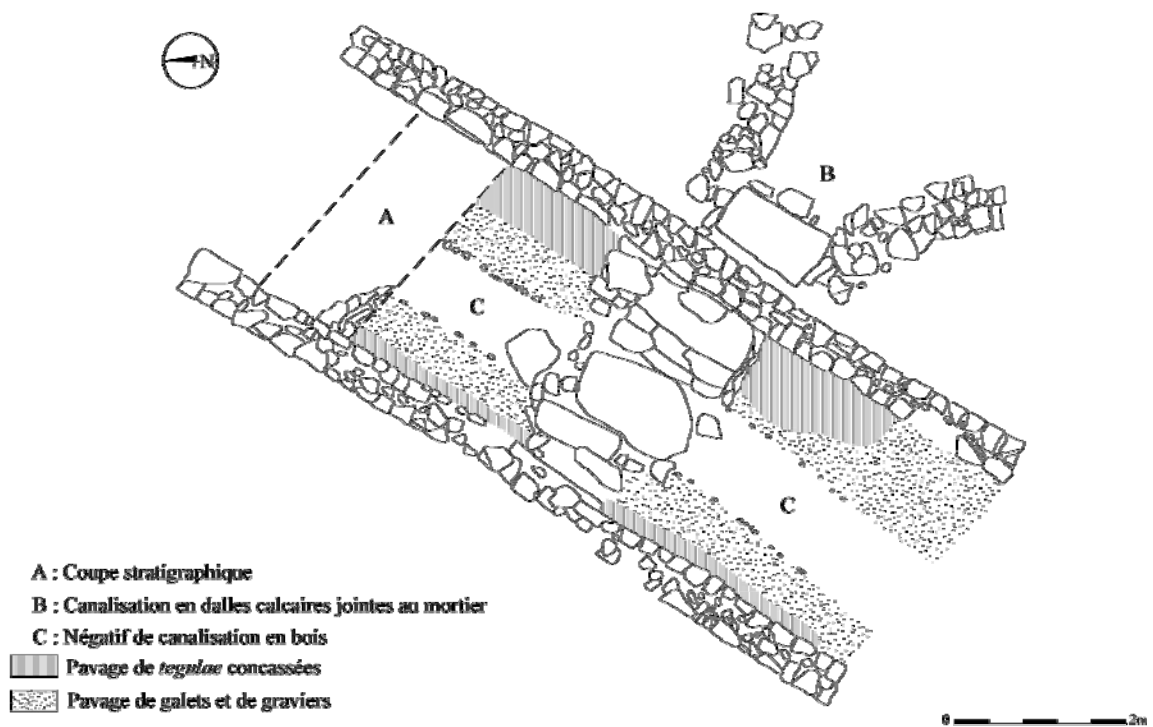 N
B
A
C
C
A : Coupe stratigraphique
B : Canalisation en dalles calcaires jointes au mortier
C : Négatif de canalisation en bois
Pavage de tegulae concassées
Pavage de galets et de graviers
0 2m